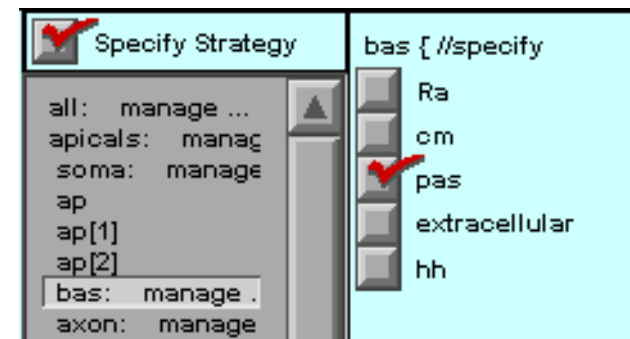 Specify Strategy
all: manage ...
apicals: manag
soma: manage
ap
ap[1]
ap[2]
bas: manage .
axon: manage
bas { //specify
Ra
cm
pas
extracellular
hh